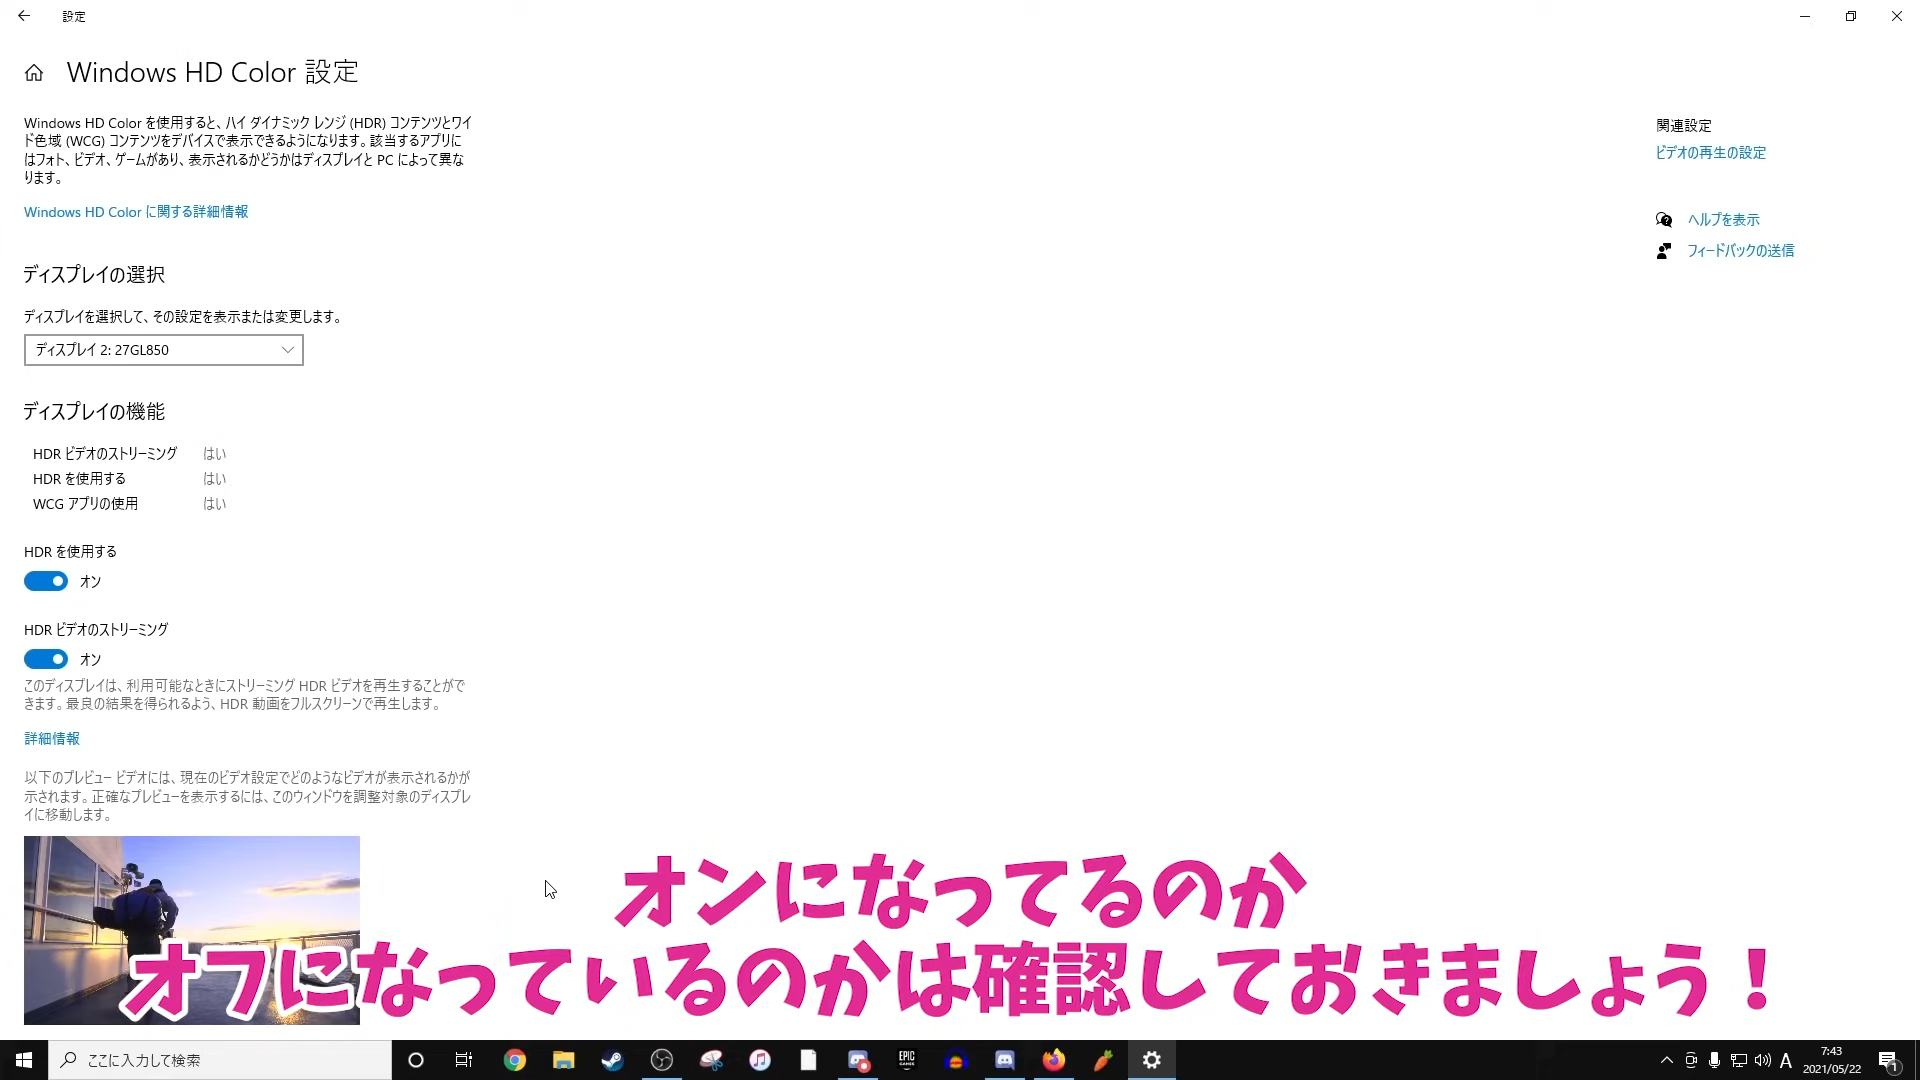 設定
Windows HD Color 設定
Windows HD Color を使用すると、ハイ ダイナミック レンジ (HDR) コンテンツとワイ
ド色域 (WCG) コンテンツをデバイスで表示できるようになります。該当するアプリに
はフォト、ビデオ、ゲームがあり、表示されるかどうかはディスプレイと PC によって異な
ります。
Windows HD Color に関する詳細情報
ディスプレイの選択
ディスプレイを選択して、その設定を表示または変更します。
ディスプレイ 2: 27GL850
ディスプレイの機能
HDR ビデオのストリーミング はい
HDR を使用する はい
WCG アプリの使用 はい
HDR を使用する
オン
HDR ビデオのストリーミング
オン
このディスプレイは、利用可能なときにストリーミング HDR ビデオを再生することがで
きます。最良の結果を得られるよう、HDR 動画をフルスクリーンで再生します。
詳細情報
以下のプレビュー ビデオには、現在のビデオ設定でどのようなビデオが表示されるかが
示されます。正確なプレビューを表示するには、このウィンドウを調整対象のディスプレ
イに移動します。
関連設定
ビデオの再生の設定
ヘルプを表示
フィードバックの送信
オンになってるのか
オフになっているのかは確認しておきましょう！
ここに入力して検索
EPIC
GAMES
A
7:43
2021/05/22
1